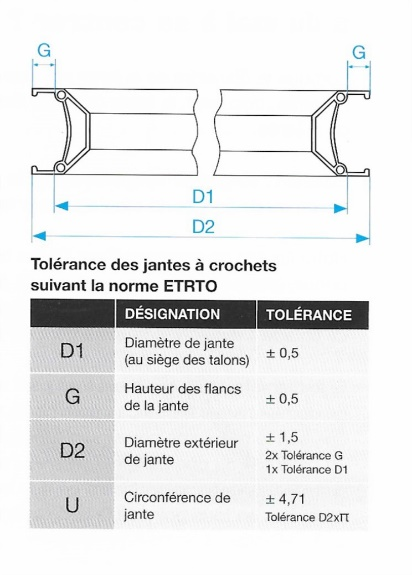 G
G
D1
D2
Tolérance des jantes à crochets
suivant la norme ETRTO
DÉSIGNATION TOLÉRANCE
D1 Diamètre de jante
(au siège des talons) ± 0,5
G Hauteur des flancs
de la jante ± 0,5
D2 Diamètre extérieur
de jante ± 1,5
2x Tolérance G
1x Tolérance D1
U Circonférence de
jante ± 4,71
Tolérance D2xπ